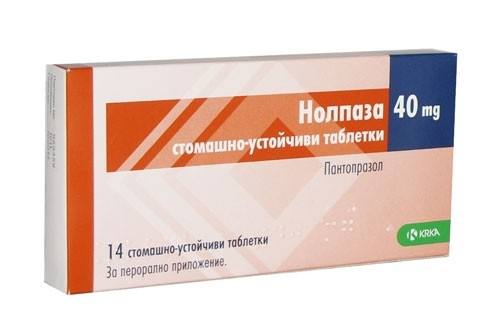 Нолпаза 40 mg
стомашно-устойчиви таблетки
Пантопразол
14 стомашно-устойчиви таблетки
За перорално приложение.
KRKA